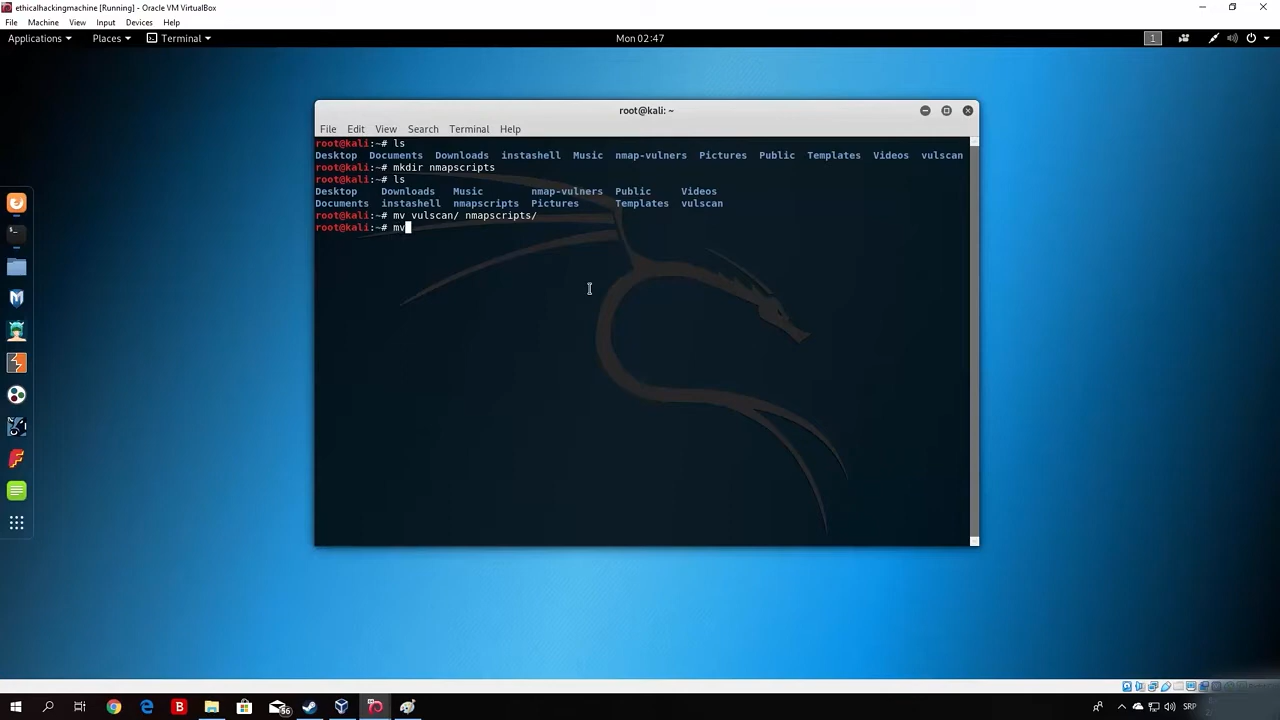 ethicalhackingmachine [Running] - Oracle VM VirtualBox
File Machine View Input Devices Help
Applications Places Terminal Mon 02:47 1
root@kali: ~
File Edit View Search Terminal Help
root@kali:~# ls
Desktop Documents Downloads instashell Music nmap-vulners Pictures Public Templates Videos vulscan
root@kali:~# mkdir nmapscripts
root@kali:~# ls
Desktop Downloads Music nmap-vulners Public Videos
Documents instashell nmapscripts Pictures Templates vulscan
root@kali:~# mv vulscan/ nmapscripts/
root@kali:~# mv
56 SRP